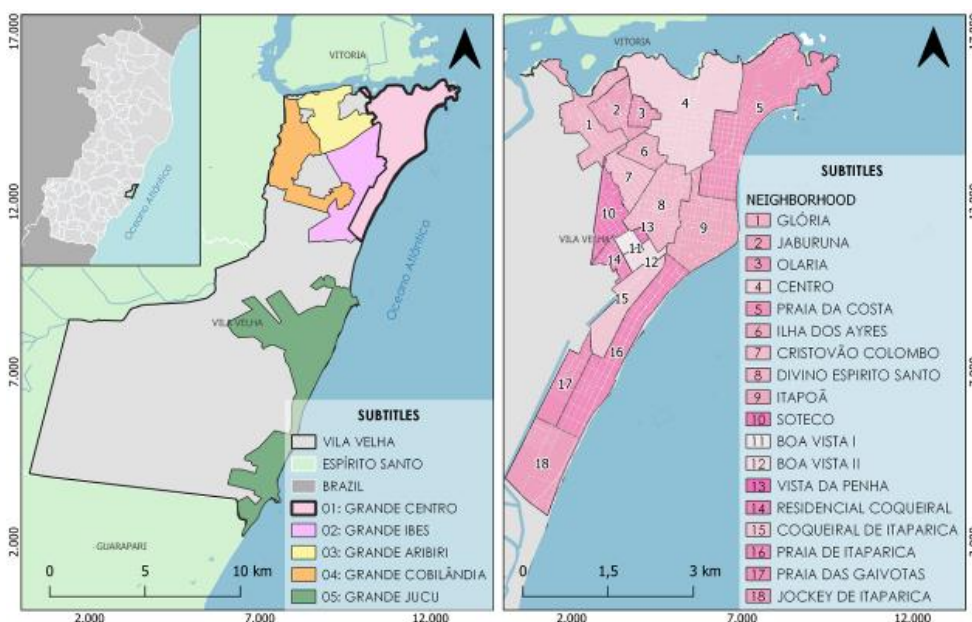 17.000
12.000
7.000
2.000
Oceano Atlântico
VITORIA
Oceano Atlântico
VILA VELHA
GUARAPARI
SUBTITLES
VILA VELHA
ESPÍRITO SANTO
BRAZIL
01: GRANDE CENTRO
02: GRANDE IBES
03: GRANDE ARIBIRI
04: GRANDE COBILÂNDIA
05: GRANDE JUCU
0 5 10 km
2.000 7.000 12.000
VITORIA
VILA VELHA
1
2
3
4
5
6
7
8
9
10
13
11
12
14
15
16
17
18
SUBTITLES
NEIGHBORHOOD
1 GLÓRIA
2 JABURUNA
3 OLARIA
4 CENTRO
5 PRAIA DA COSTA
6 ILHA DOS AYRES
7 CRISTOVÃO COLOMBO
8 DIVINO ESPIRITO SANTO
9 ITAPOÃ
10 SOTECO
11 BOA VISTA I
12 BOA VISTA II
13 VISTA DA PENHA
14 RESIDENCIAL COQUEIRAL
15 COQUEIRAL DE ITAPARICA
16 PRAIA DE ITAPARICA
17 PRAIA DAS GAIVOTAS
18 JOCKEY DE ITAPARICA
0 1,5 3 km
2.000 7.000 12.000